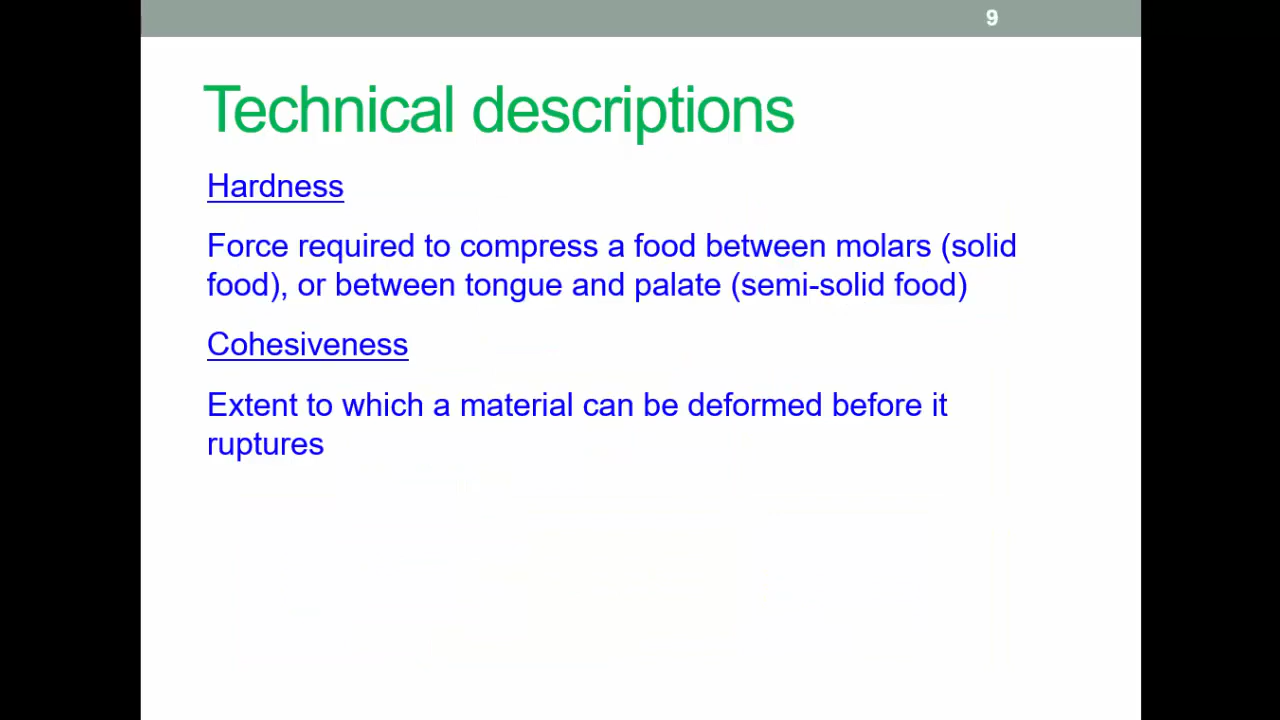 9
Technical descriptions
Hardness
Force required to compress a food between molars (solid
food), or between tongue and palate (semi-solid food)
Cohesiveness
Extent to which a material can be deformed before it
ruptures